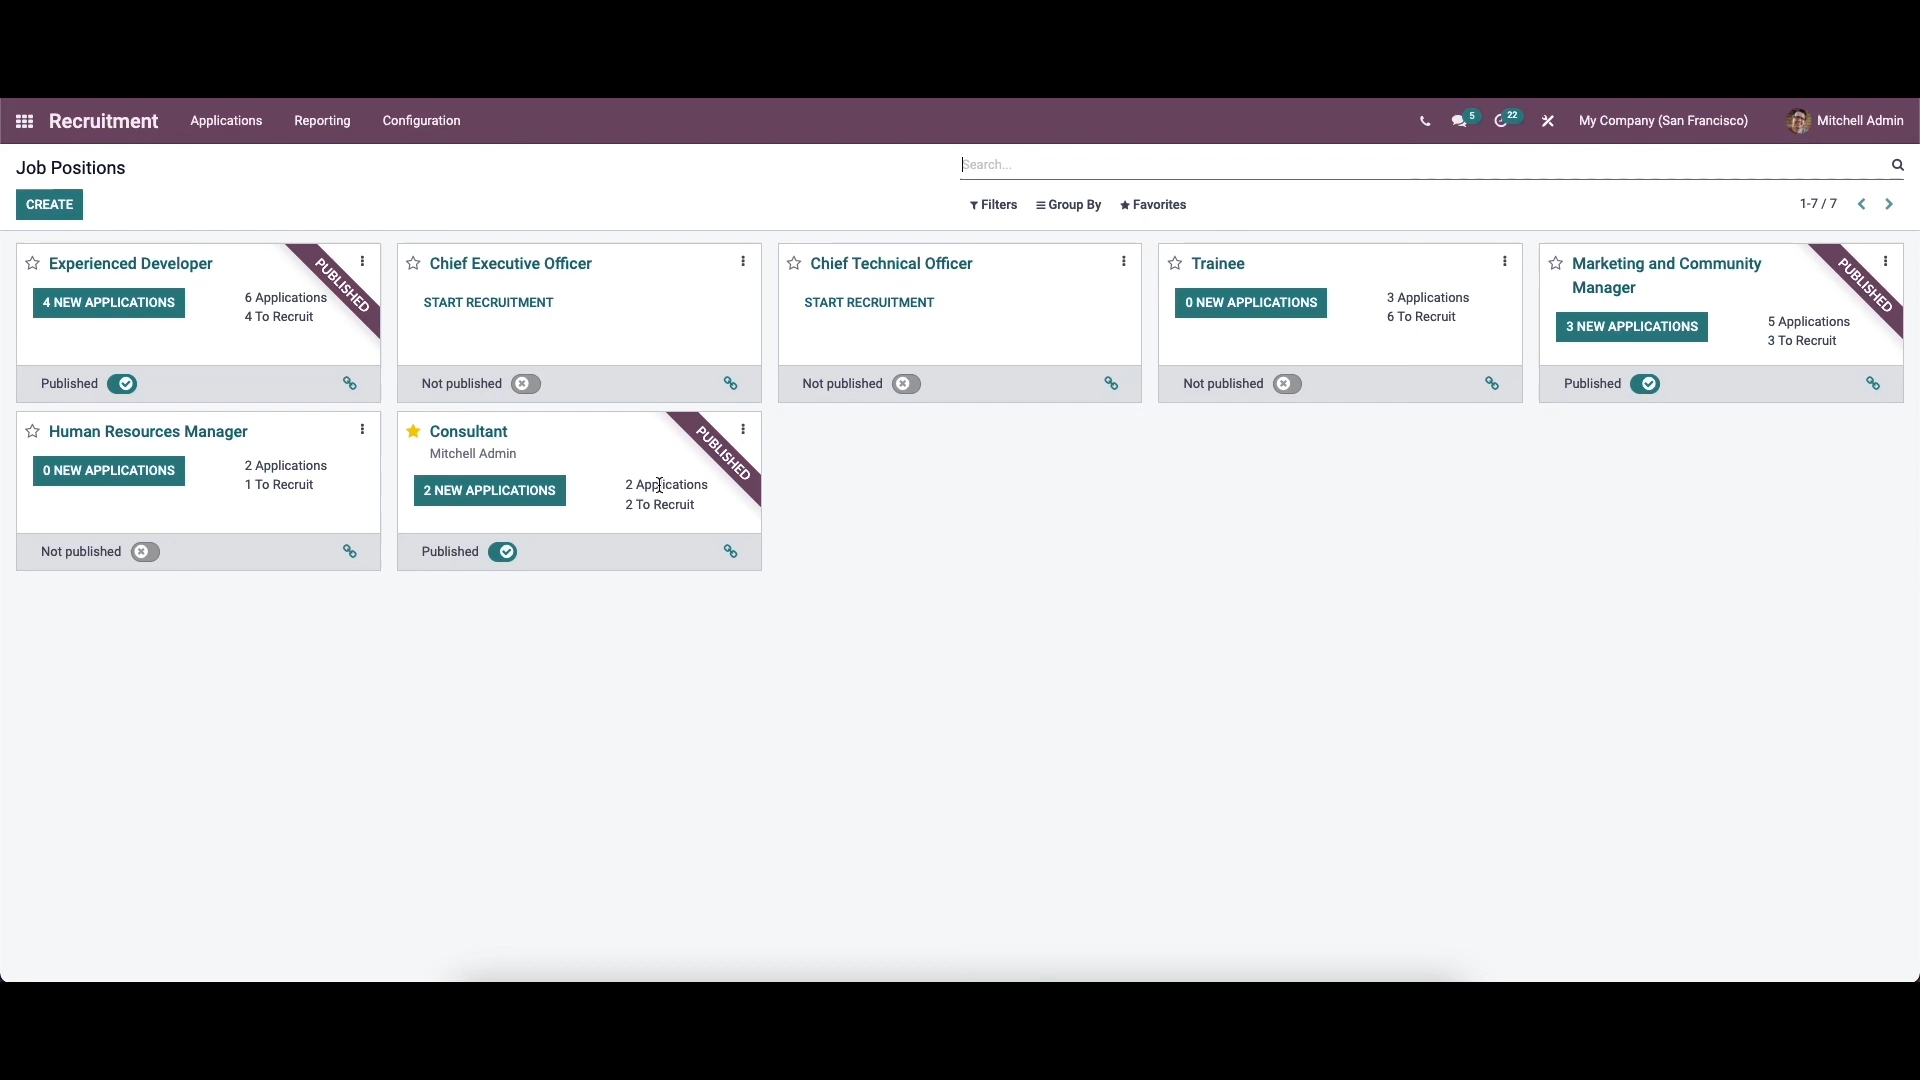 Recruitment Applications Reporting Configuration 5 22 My Company (San Francisco) Mitchell Admin
Job Positions
Search...
CREATE
Filters Group By Favorites
1-7 / 7
Experienced Developer
PUBLISHED
4 NEW APPLICATIONS
6 Applications
4 To Recruit
Published
Chief Executive Officer
START RECRUITMENT
Not published
Chief Technical Officer
START RECRUITMENT
Not published
Trainee
0 NEW APPLICATIONS
3 Applications
6 To Recruit
Not published
Marketing and Community
Manager
PUBLISHED
3 NEW APPLICATIONS
5 Applications
3 To Recruit
Published
Human Resources Manager
0 NEW APPLICATIONS
2 Applications
1 To Recruit
Not published
Consultant
Mitchell Admin
PUBLISHED
2 NEW APPLICATIONS
2 Applications
2 To Recruit
Published